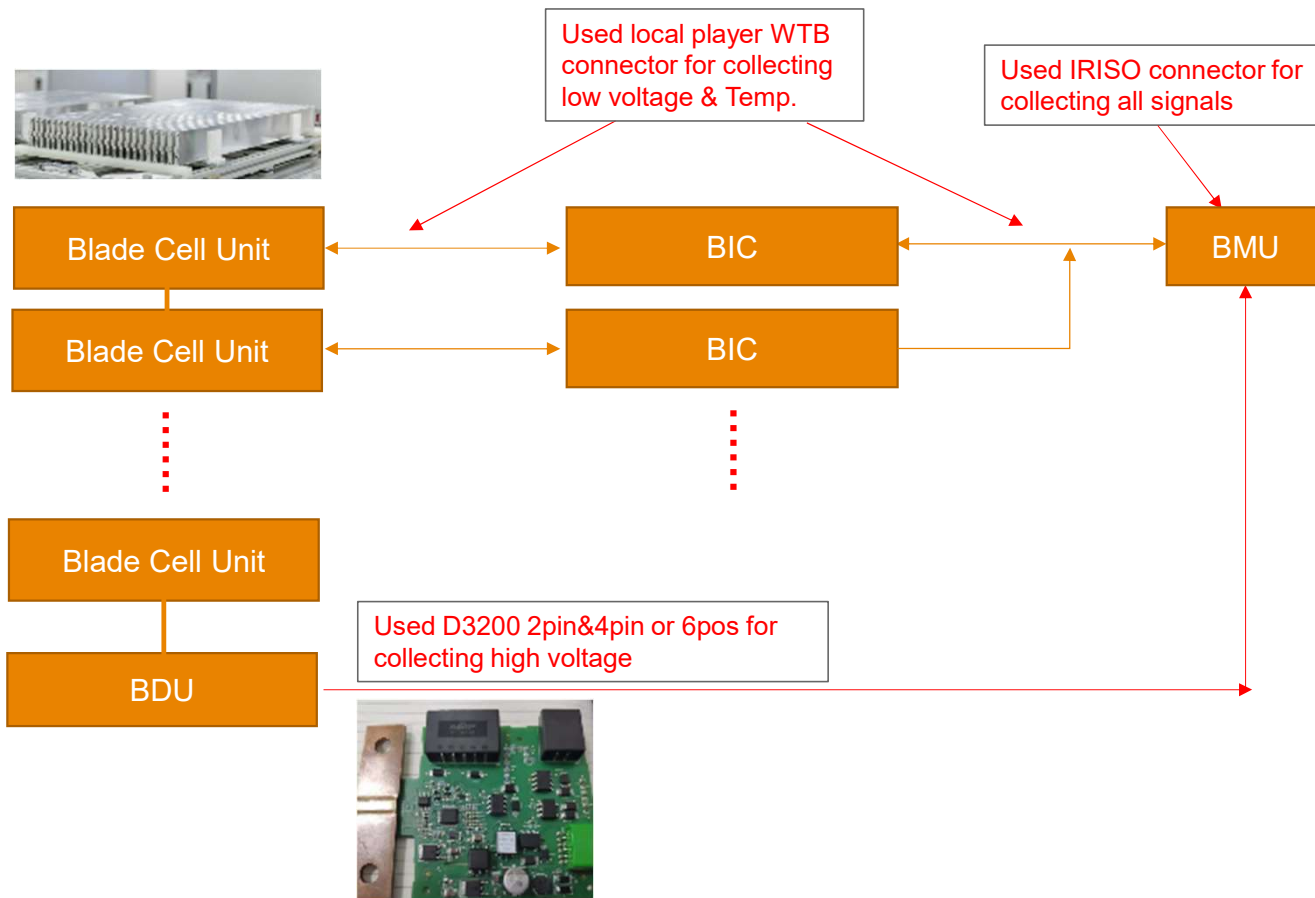 Used local player WTB
connector for collecting
low voltage & Temp.
Used IRISO connector for
collecting all signals
Blade Cell Unit
BIC
BMU
Blade Cell Unit
BIC
Blade Cell Unit
Used D3200 2pin&4pin or 6pos for
collecting high voltage
BDU